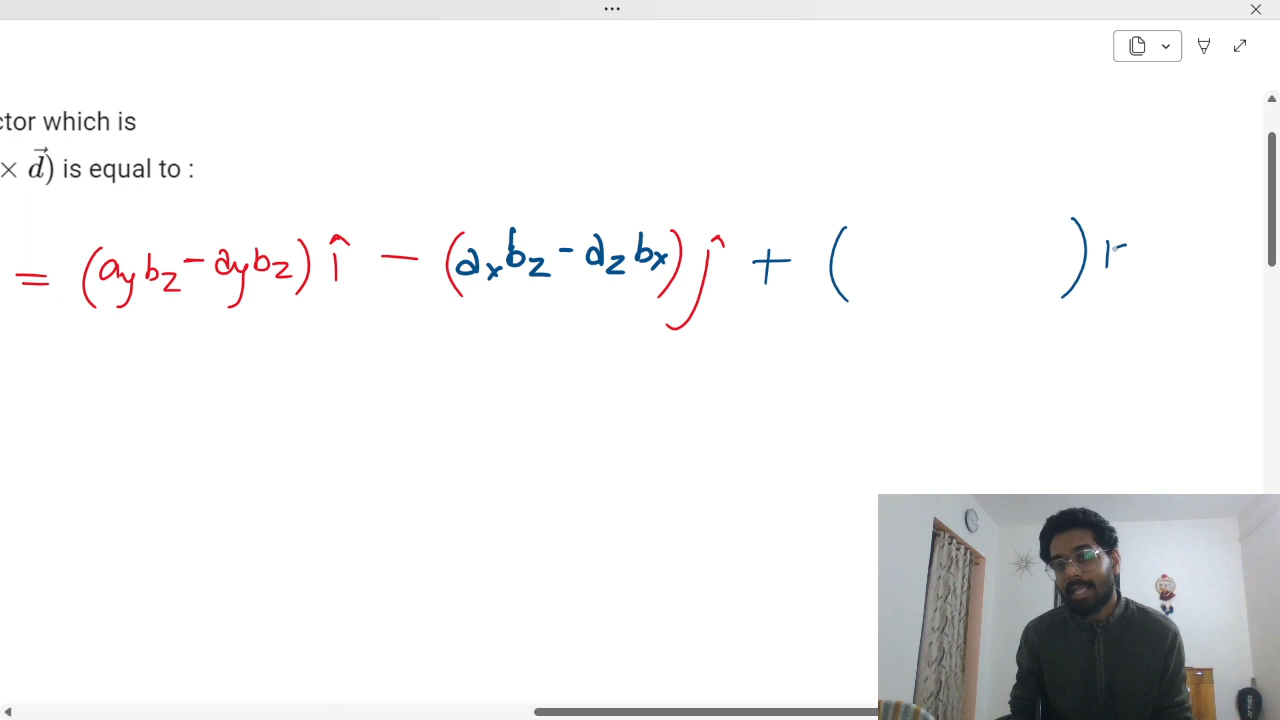 ctor which is
× d⃗) is equal to :
= (aybz - aybz) î - (axbz - azbx) ĵ + ( )